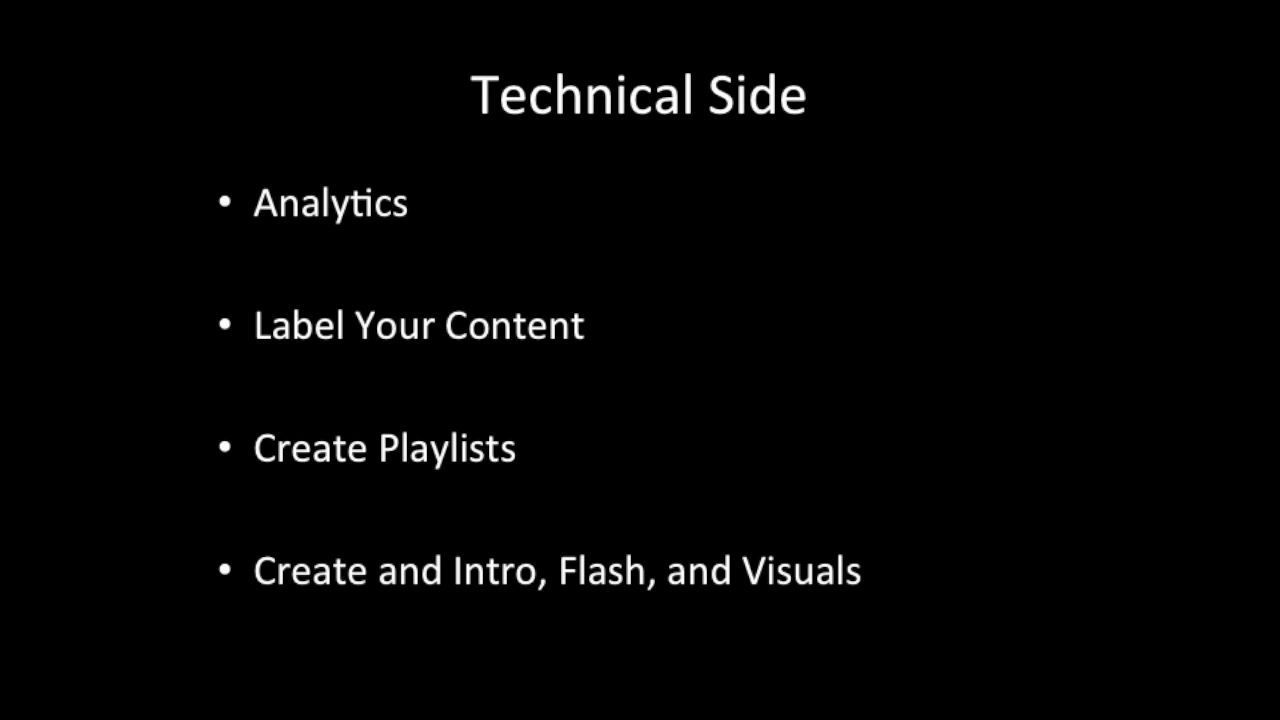 Technical Side
• Analytics
• Label Your Content
• Create Playlists
• Create and Intro, Flash, and Visuals